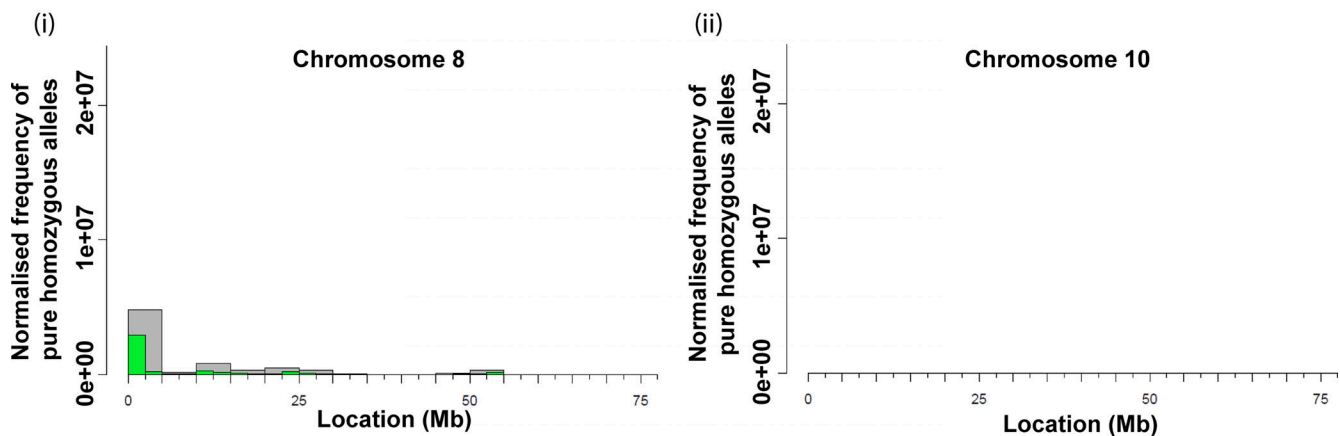 (i)
Chromosome 8
Normalised frequency of
pure homozygous alleles
2e+07
1e+07
0e+00
0 25 50 75
Location (Mb)
(ii)
Chromosome 10
Normalised frequency of
pure homozygous alleles
2e+07
1e+07
0e+00
0 25 50 75
Location (Mb)